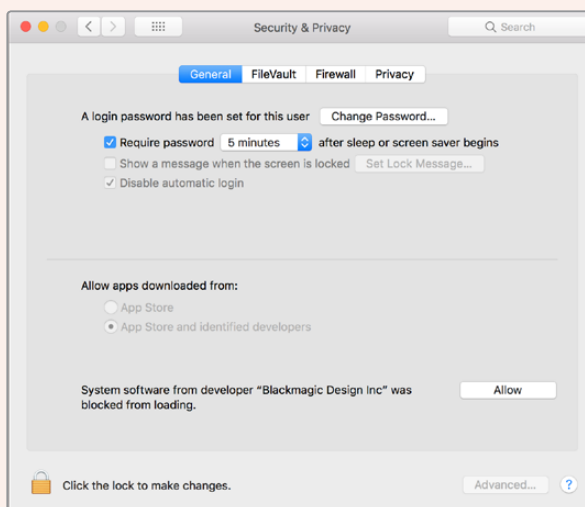 Security & Privacy
Search
General FileVault Firewall Privacy
A login password has been set for this user Change Password...
Require password 5 minutes after sleep or screen saver begins
Show a message when the screen is locked Set Lock Message...
Disable automatic login
Allow apps downloaded from:
App Store
App Store and identified developers
System software from developer “Blackmagic Design Inc” was Allow
blocked from loading.
Click the lock to make changes. Advanced... ?